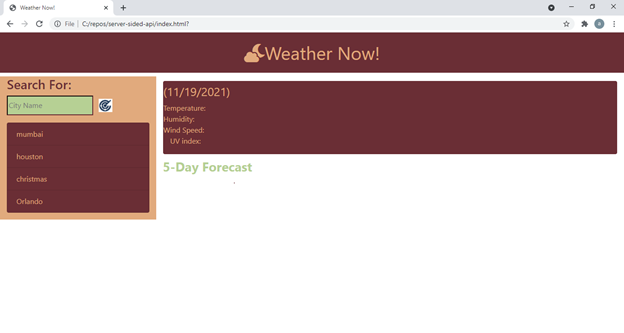 Weather Now!
File
C:/repos/server-sided-api/index.html?
Weather Now!
Search For:
City Name
mumbai
houston
christmas
Orlando
(11/19/2021)
Temperature:
Humidity:
Wind Speed:
UV index:
5-Day Forecast